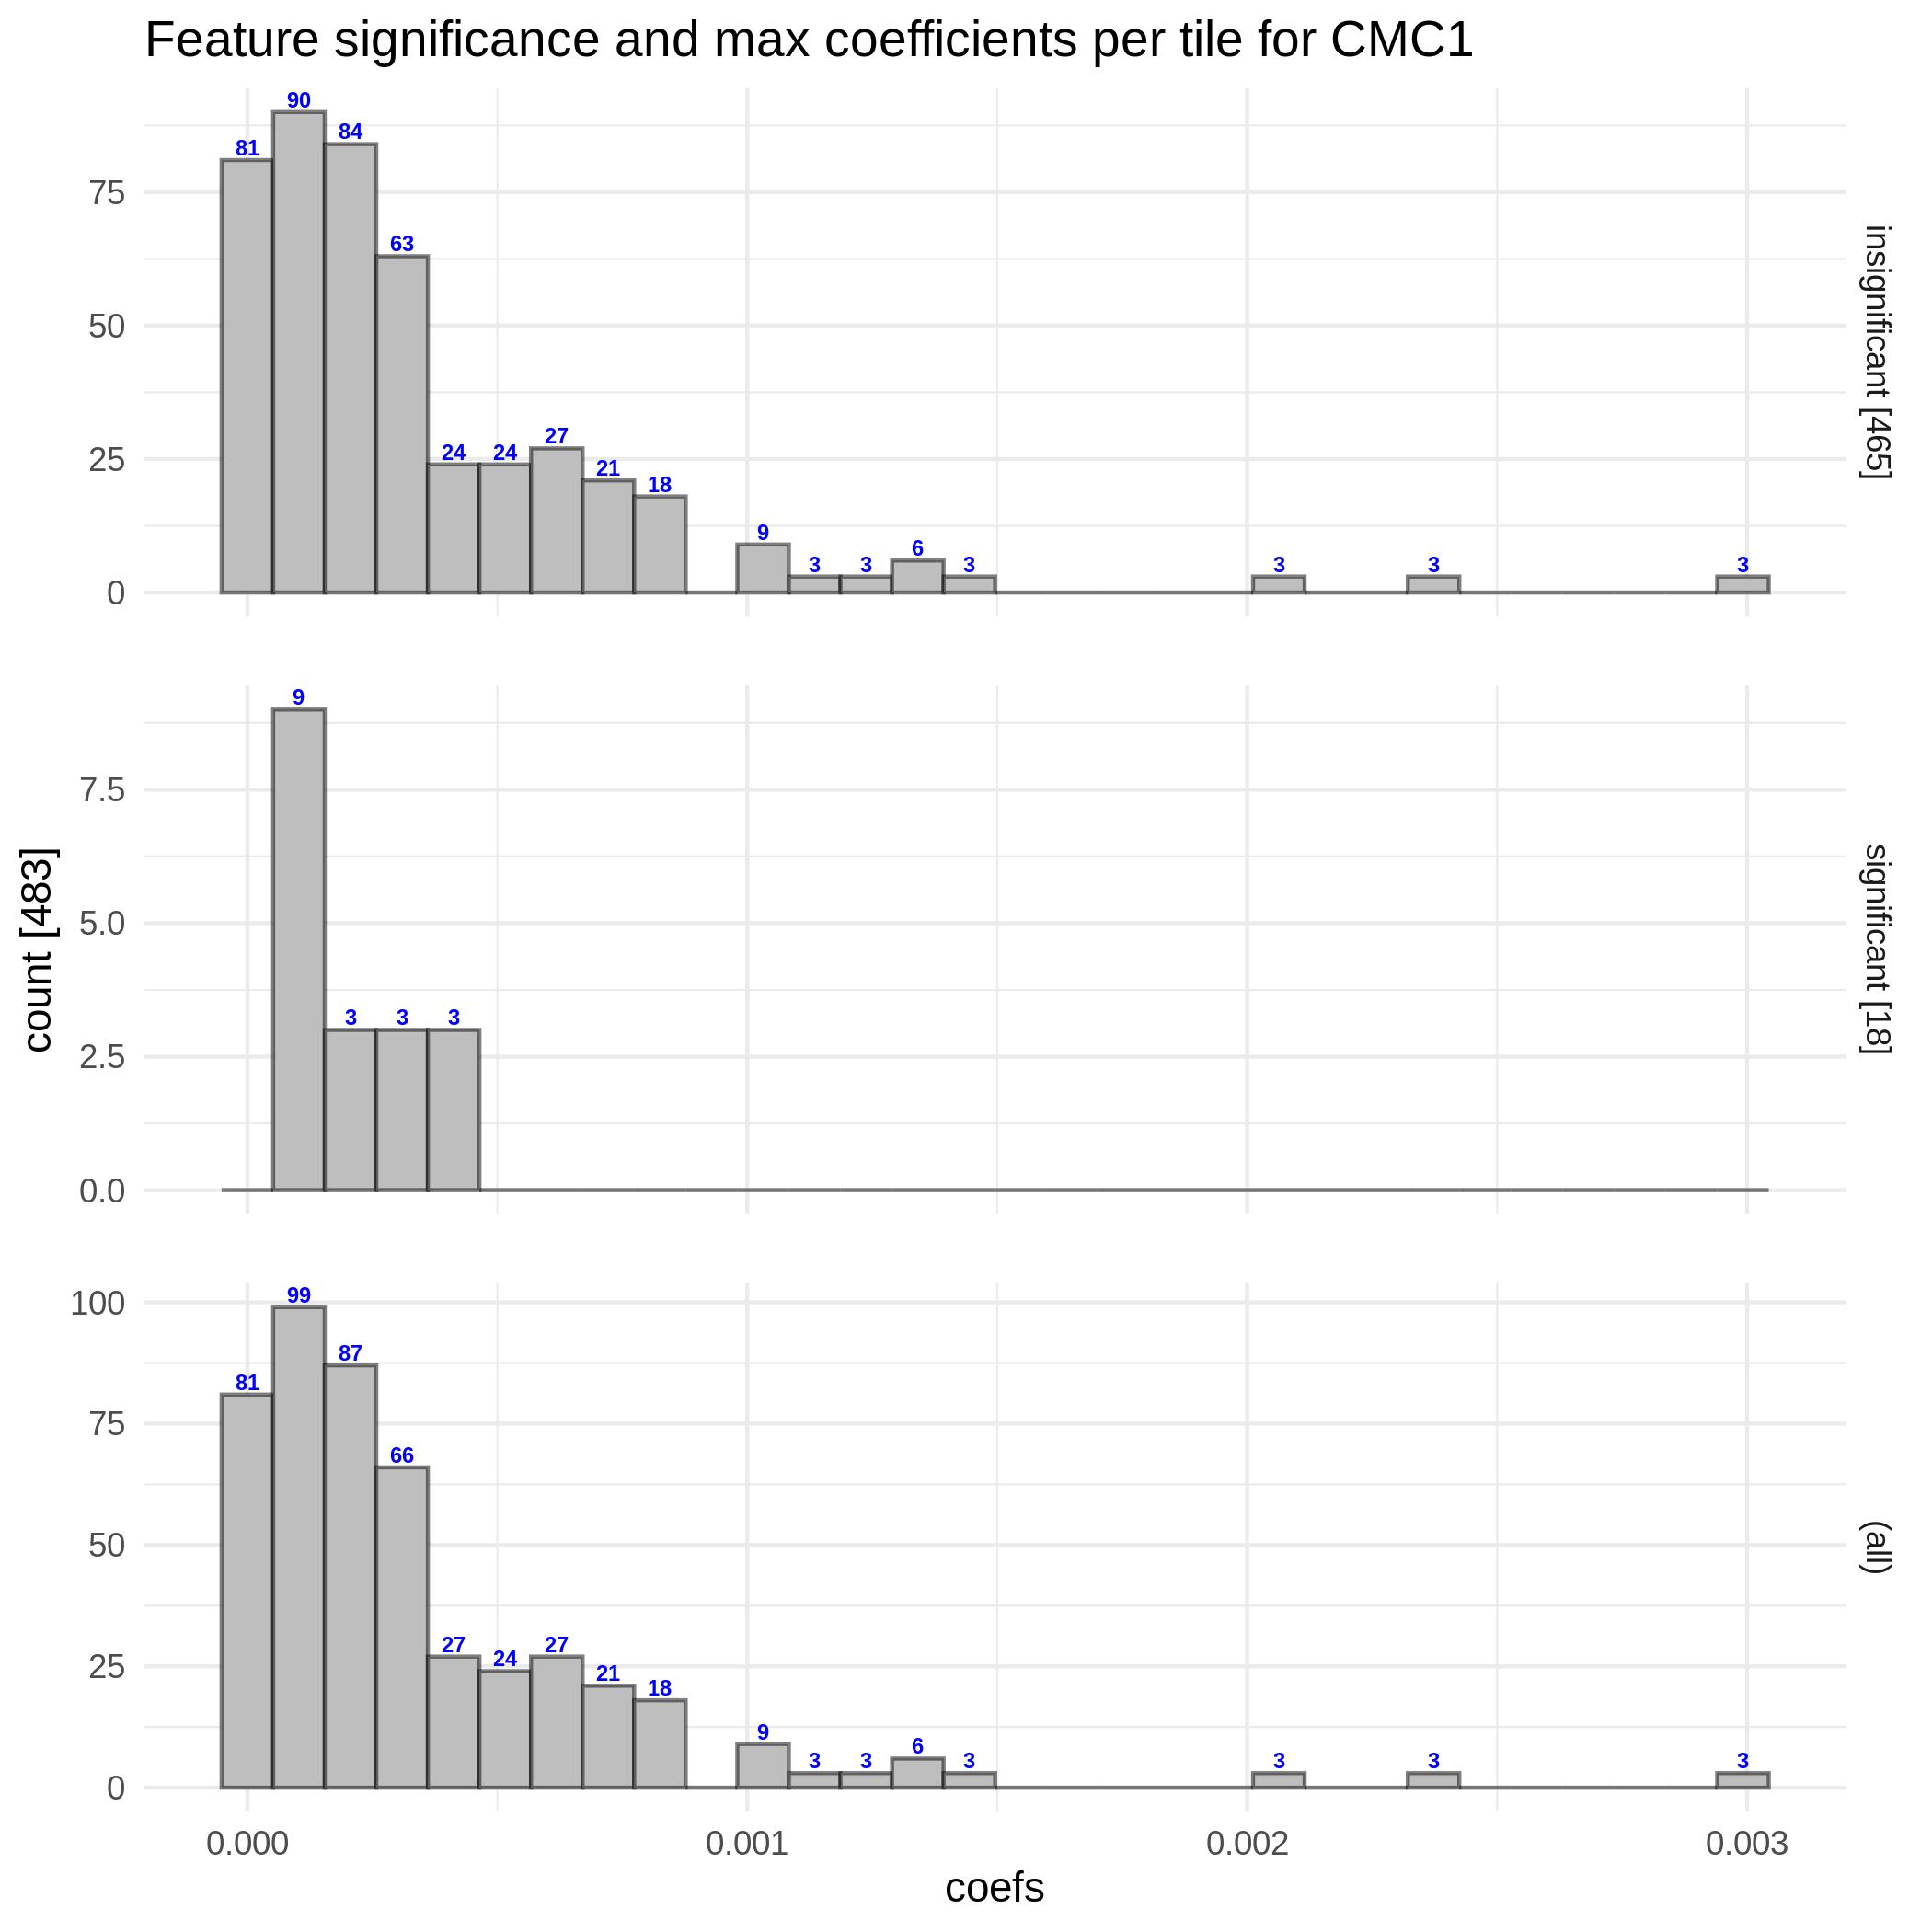 Feature significance and max coefficients per tile for CMC1
90
84
81
63
24 24 27 21 18
9 3 3 6 3 3 3 3
75
50
25
0
insignificant [465]
9
3 3 3
7.5
5.0
2.5
0.0
significant [18]
count [483]
99
87
81
66
27 24 27 21 18
9 3 3 6 3 3 3 3
100
75
50
25
0
(all)
0.000 0.001 0.002 0.003
coefs